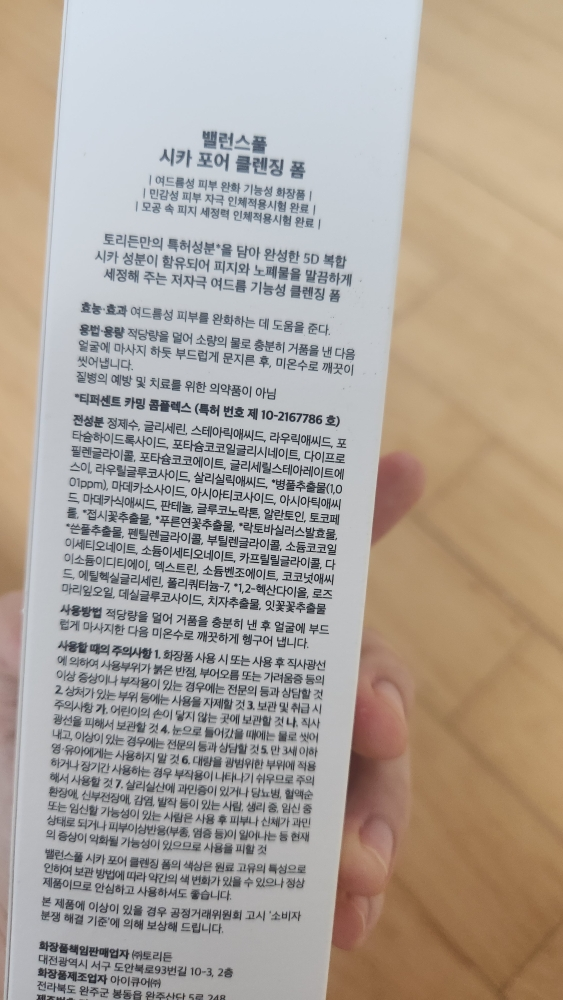 밸런스풀
시카 포어 클렌징 폼
| 여드름성 피부 완화 기능성 화장품 |
| 민감성 피부 자극 인체적용시험 완료 |
| 모공 속 피지 세정력 인체적용시험 완료 |
토리든만의 특허성분*을 담아 완성한 5D 복합
시카 성분이 함유되어 피지와 노폐물을 말끔하게
세정해 주는 저자극 여드름 기능성 클렌징 폼
효능·효과 여드름성 피부를 완화하는 데 도움을 준다.
용법·용량 적당량을 덜어 소량의 물로 충분히 거품을 낸 다음
얼굴에 마사지 하듯 부드럽게 문지른 후, 미온수로 깨끗이
씻어냅니다.
질병의 예방 및 치료를 위한 의약품이 아님
*티퍼센트 카밍 콤플렉스 (특허 번호 제 10-2167786 호)
전성분 정제수, 글리세린, 스테아릭애씨드, 라우릭애씨드, 포
타슘하이드록사이드, 포타슘코코일글리시네이트, 다이프로
필렌글라이콜, 포타슘코코에이트, 글리세릴스테아레이트에
스이, 라우릴글루코사이드, 살리실릭애씨드, *병풀추출물(1,0
01ppm), 마데카소사이드, 아시아티코사이드, 아시아틱애씨
드, 마데카식애씨드, 판테놀, 글루코노락톤, 알란토인, 토코페
롤, *접시꽃추출물, *푸른연꽃추출물, *락토바실러스발효물,
*쓴풀추출물, 펜틸렌글라이콜, 부틸렌글라이콜, 소듐코코일
이세티오네이트, 소듐이세티오네이트, 카프릴릴글라이콜, 다
이소듐이디티에이, 덱스트린, 소듐벤조에이트, 코코넛애씨
드, 에틸헥실글리세린, 폴리쿼터늄-7, *1,2-헥산다이올, 로즈
마리잎오일, 데실글루코사이드, 치자추출물, 잇꽃꽃추출물
사용방법 적당량을 덜어 거품을 충분히 낸 후 얼굴에 부드
럽게 마사지한 다음 미온수로 깨끗하게 헹구어 냅니다.
사용할 때의 주의사항 1. 화장품 사용 시 또는 사용 후 직사광선
에 의하여 사용부위가 붉은 반점, 부어오름 또는 가려움증 등의
이상 증상이나 부작용이 있는 경우에는 전문의 등과 상담할 것
2. 상처가 있는 부위 등에는 사용을 자제할 것 3. 보관 및 취급 시
주의사항 가. 어린이의 손이 닿지 않는 곳에 보관할 것 나. 직사
광선을 피해서 보관할 것 4. 눈으로 들어갔을 때에는 물로 씻어
내고, 이상이 있는 경우에는 전문의 등과 상담할 것 5. 만 3세 이하
영·유아에게는 사용하지 말 것 6. 대량을 광범위한 부위에 적용
하거나 장기간 사용하는 경우 부작용이 나타나기 쉬우므로 주의
해서 사용할 것 7. 살리실산에 과민증이 있거나 당뇨병, 혈액순
환장애, 신부전장애, 감염, 발작 등이 있는 사람, 생리 중, 임신 중
또는 임신할 가능성이 있는 사람은 사용 후 피부나 신체가 과민
상태로 되거나 피부이상반응(부종, 염증 등)이 일어나는 등 현재
의 증상이 악화될 가능성이 있으므로 사용을 피할 것
밸런스풀 시카 포어 클렌징 폼의 색상은 원료 고유의 특성으로
인하여 보관 방법에 따라 약간의 색 변화가 있을 수 있으나 정상
제품이므로 안심하고 사용하셔도 좋습니다.
본 제품에 이상이 있을 경우 공정거래위원회 고시 '소비자
분쟁 해결 기준'에 의해 보상해 드립니다.
화장품책임판매업자 ㈜토리든
대전광역시 서구 도안북로93번길 10-3, 2층
화장품제조업자 아이큐어㈜
전라북도 완주군 봉동읍 완주산단 5로 248